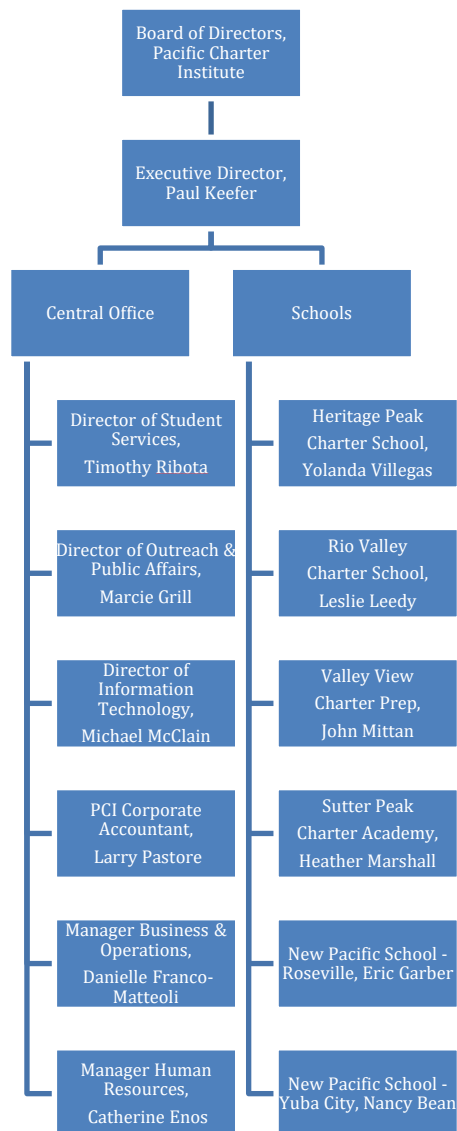 Board of Directors,
Pacific Charter
Institute
Executive Director,
Paul Keefer
Central Office
Schools
Director of Student
Services,
Timothy Ribota
Heritage Peak
Charter School,
Yolanda Villegas
Director of Outreach &
Public Affairs,
Marcie Grill
Rio Valley
Charter School,
Leslie Leedy
Director of
Information
Technology,
Michael McClain
Valley View
Charter Prep,
John Mittan
PCI Corporate
Accountant,
Larry Pastore
Sutter Peak
Charter Academy,
Heather Marshall
Manager Business &
Operations,
Danielle Franco-
Matteoli
New Pacific School -
Roseville, Eric Garber
Manager Human
Resources,
Catherine Enos
New Pacific School -
Yuba City, Nancy Bean